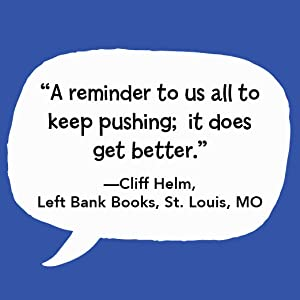 “A reminder to us all to
keep pushing; it does
get better.”
—Cliff Helm,
Left Bank Books, St. Louis, MO